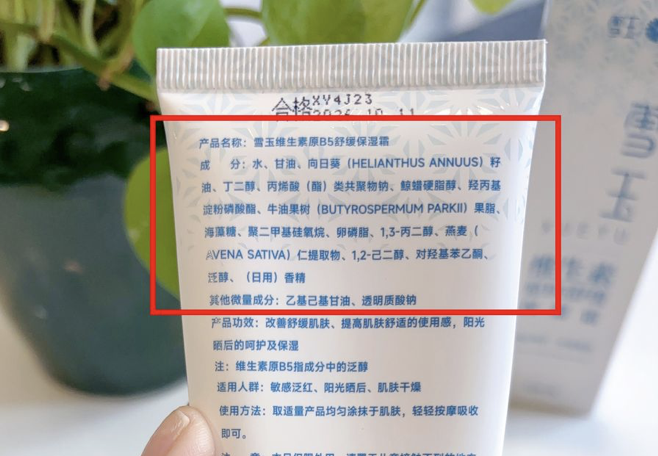 合格XY4J23
2026.10.11
产品名称：雪玉维生素原B5舒缓保湿霜
成　分：水、甘油、向日葵（HELIANTHUS ANNUUS）籽
油、丁二醇、丙烯酸（酯）类共聚物钠、鲸蜡硬脂醇、羟丙基
淀粉磷酸酯、牛油果树（BUTYROSPERMUM PARKII）果脂、
海藻糖、聚二甲基硅氧烷、卵磷脂、1,3-丙二醇、燕麦（
AVENA SATIVA）仁提取物、1,2-己二醇、对羟基苯乙酮、
泛醇、（日用）香精
其他微量成分：乙基己基甘油、透明质酸钠
产品功效：改善舒缓肌肤、提高肌肤舒适的使用感，阳光
晒后的呵护及保湿
注：维生素原B5指成分中的泛醇
适用人群：敏感泛红、阳光晒后、肌肤干燥
使用方法：取适量产品均匀涂抹于肌肤，轻轻按摩吸收
即可。
雪玉
维生素